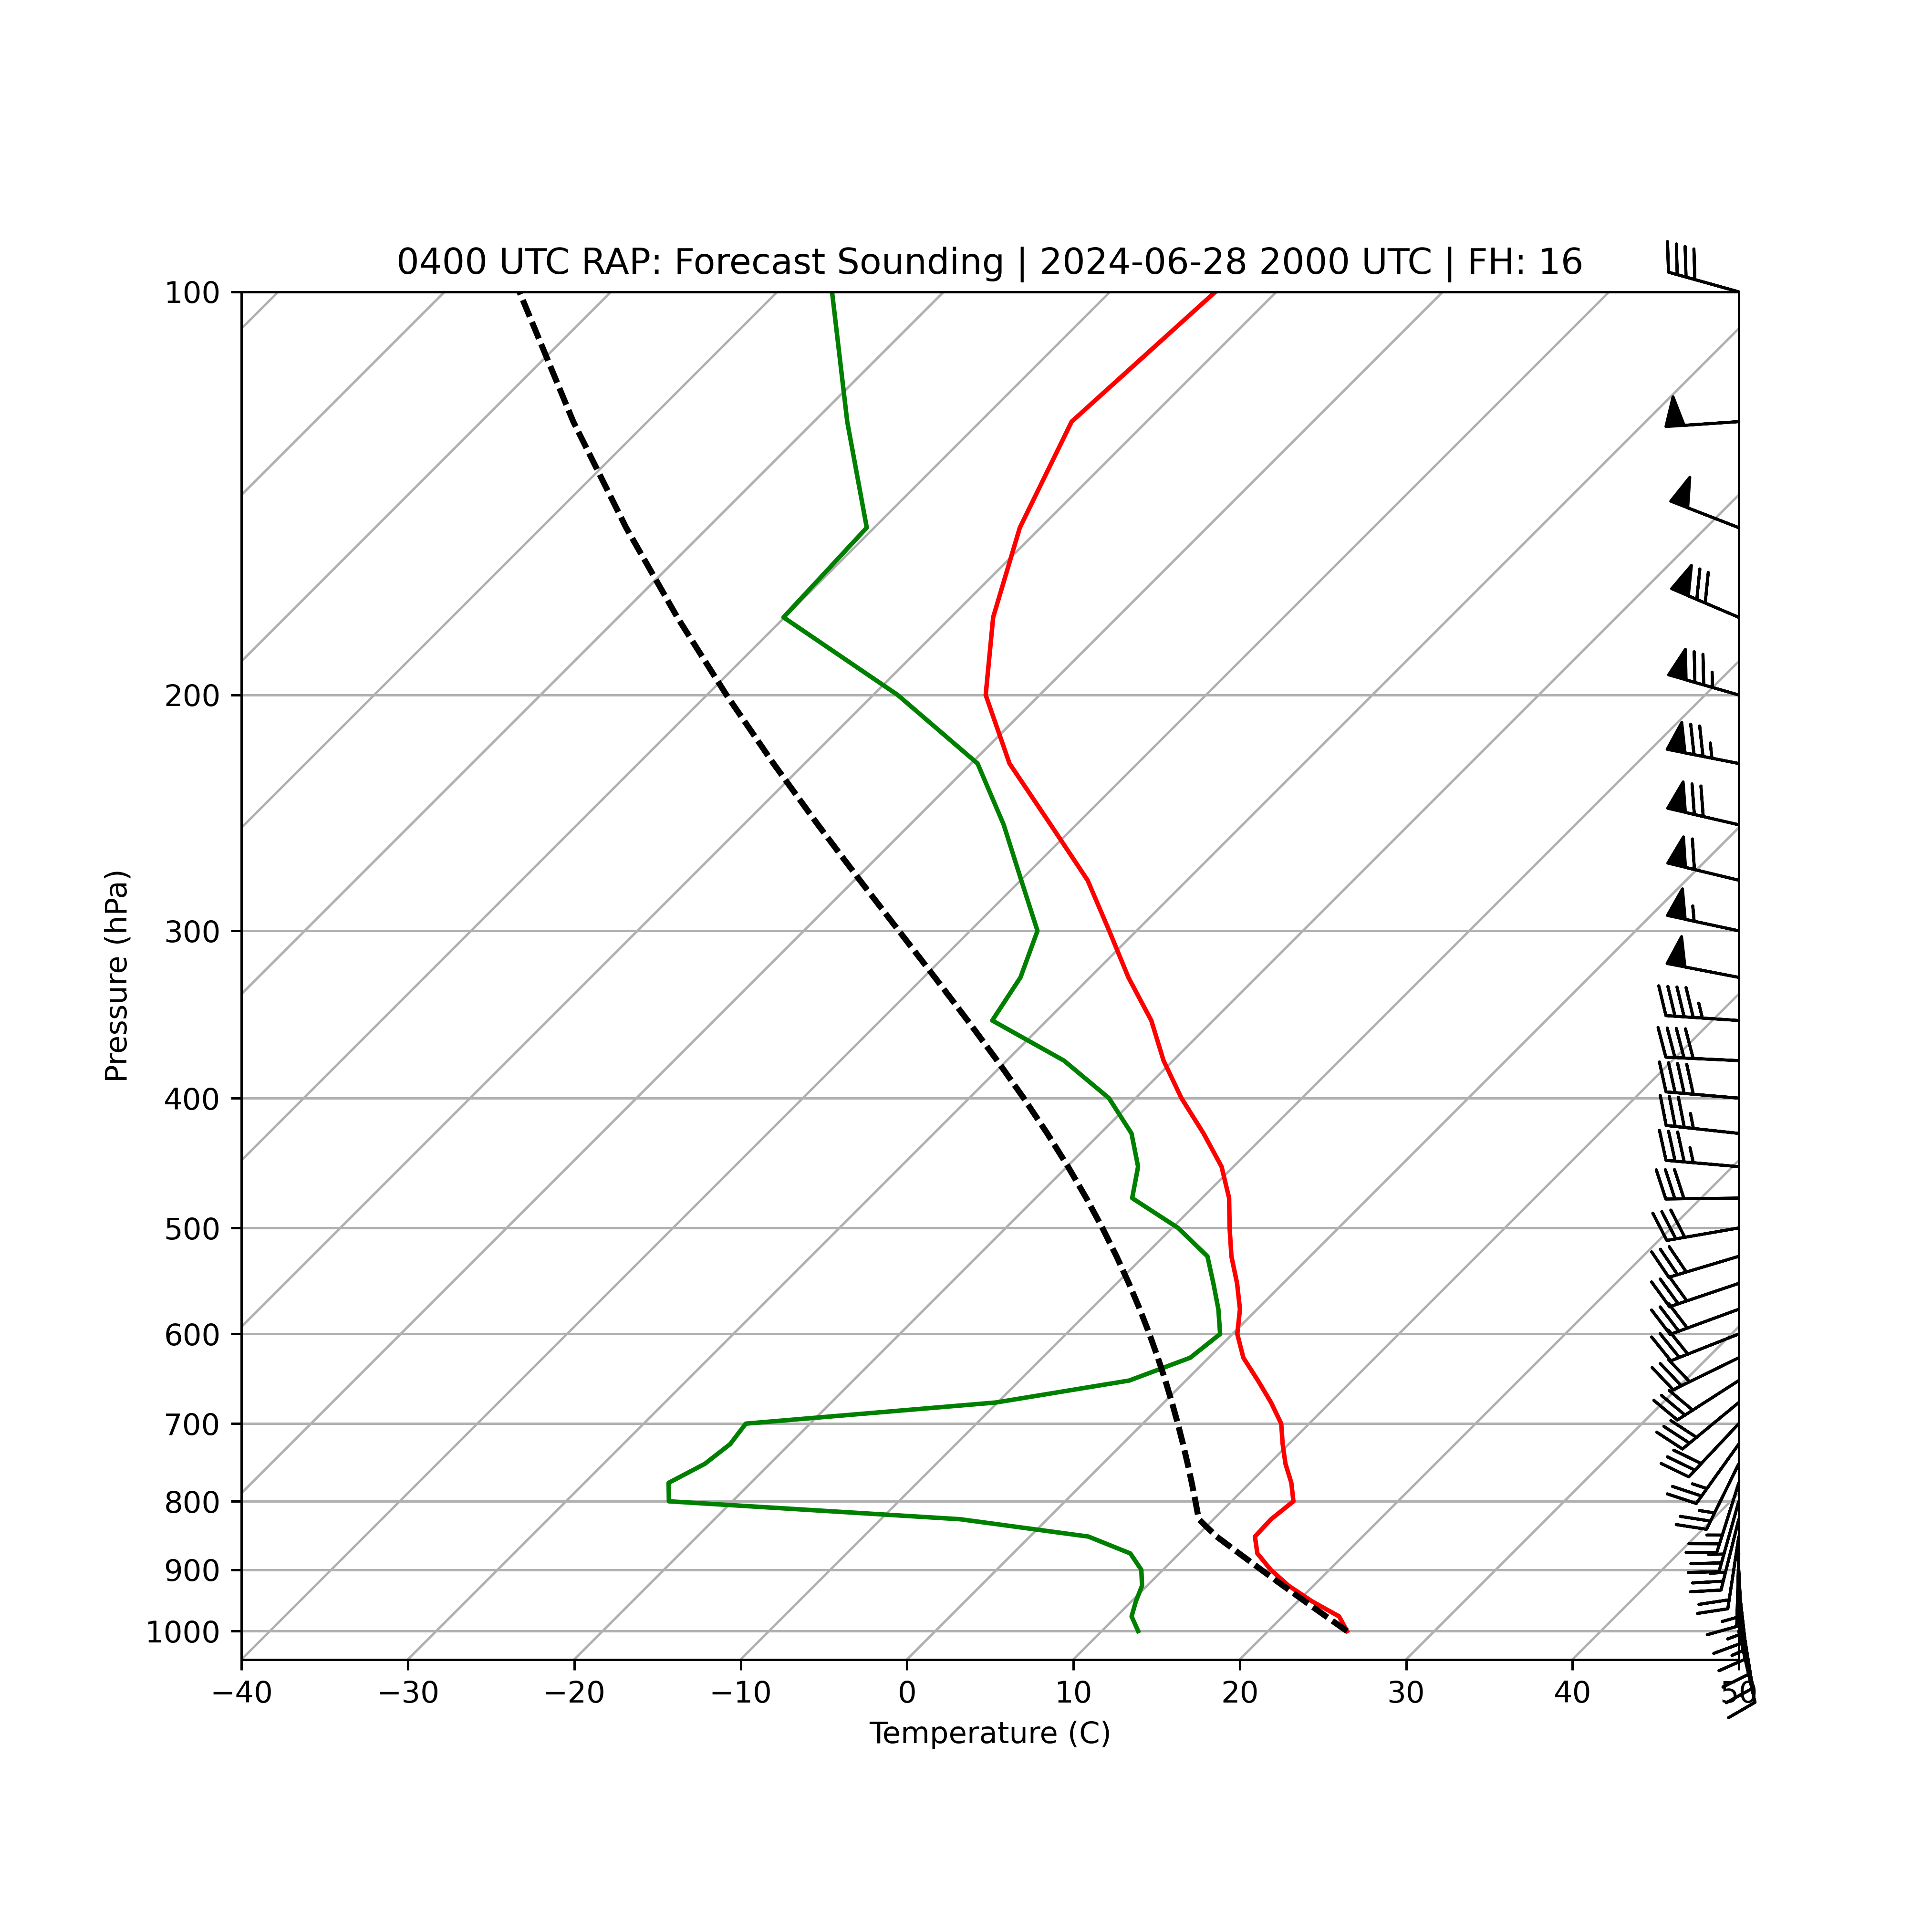 0400 UTC RAP: Forecast Sounding | 2024-06-28 2000 UTC | FH: 16
100
200
300
400
500
600
700
800
900
1000
Pressure (hPa)
−40 −30 −20 −10 0 10 20 30 40 50
Temperature (C)